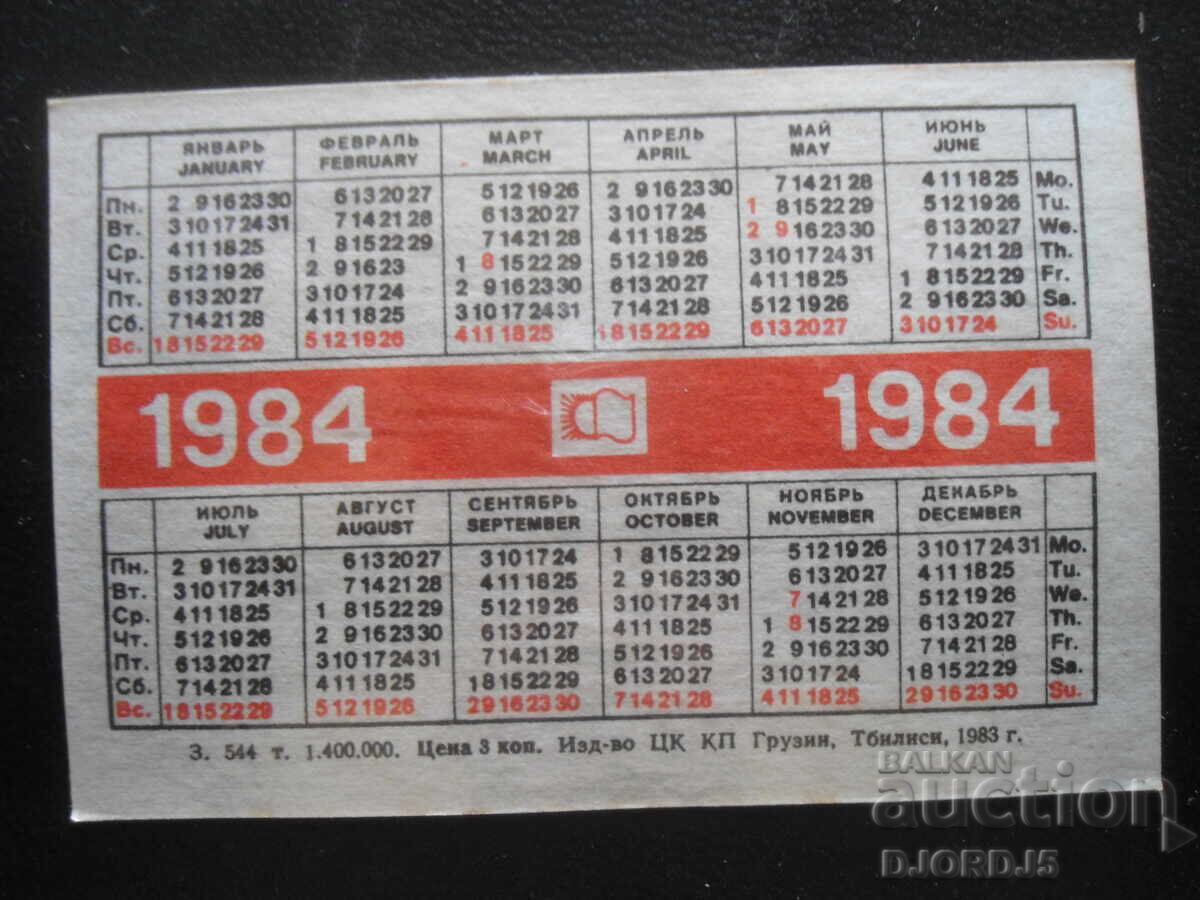 ЯНВАРЬ ФЕВРАЛЬ МАРТ АПРЕЛЬ МАЙ ИЮНЬ
JANUARY FEBRUARY MARCH APRIL MAY JUNE
Пн. 2 9 16 23 30 6 13 20 27 5 12 19 26 2 9 16 23 30 7 14 21 28 4 11 18 25 Mo.
Вт. 3 10 17 24 31 7 14 21 28 6 13 20 27 3 10 17 24 1 8 15 22 29 5 12 19 26 Tu.
Ср. 4 11 18 25 1 8 15 22 29 7 14 21 28 4 11 18 25 2 9 16 23 30 6 13 20 27 We.
Чт. 5 12 19 26 2 9 16 23 1 8 15 22 29 5 12 19 26 3 10 17 24 31 7 14 21 28 Th.
Пт. 6 13 20 27 3 10 17 24 2 9 16 23 30 6 13 20 27 4 11 18 25 1 8 15 22 29 Fr.
Сб. 7 14 21 28 4 11 18 25 3 10 17 24 31 7 14 21 28 5 12 19 26 2 9 16 23 30 Sa.
Вс. 1 8 15 22 29 5 12 19 26 4 11 18 25 1 8 15 22 29 6 13 20 27 3 10 17 24 Su.
1984 1984
ИЮЛЬ АВГУСТ СЕНТЯБРЬ ОКТЯБРЬ НОЯБРЬ ДЕКАБРЬ
JULY AUGUST SEPTEMBER OCTOBER NOVEMBER DECEMBER
Пн. 2 9 16 23 30 6 13 20 27 3 10 17 24 1 8 15 22 29 5 12 19 26 3 10 17 24 31 Mo.
Вт. 3 10 17 24 31 7 14 21 28 4 11 18 25 2 9 16 23 30 6 13 20 27 4 11 18 25 Tu.
Ср. 4 11 18 25 1 8 15 22 29 5 12 19 26 3 10 17 24 31 7 14 21 28 5 12 19 26 We.
Чт. 5 12 19 26 2 9 16 23 30 6 13 20 27 4 11 18 25 1 8 15 22 29 6 13 20 27 Th.
Пт. 6 13 20 27 3 10 17 24 31 7 14 21 28 5 12 19 26 2 9 16 23 30 7 14 21 28 Fr.
Сб. 7 14 21 28 4 11 18 25 1 8 15 22 29 6 13 20 27 3 10 17 24 1 8 15 22 29 Sa.
Вс. 1 8 15 22 29 5 12 19 26 2 9 16 23 30 7 14 21 28 4 11 18 25 2 9 16 23 30 Su.
З. 544 т. 1.400.000. Цена 3 коп. Изд-во ЦК КП Грузии, Тбилиси, 1983 г.
BALKAN
auction
DJORDJ5